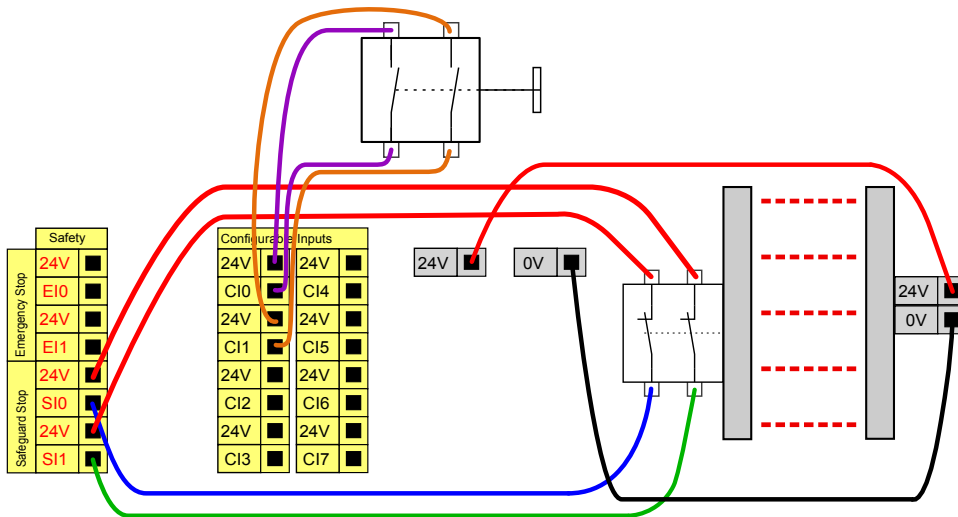 Safety
Emergency Stop
24V
EI0
24V
EI1
Safeguard Stop
24V
SI0
24V
SI1
Configurable Inputs
24V 24V
CI0 CI4
24V 24V
CI1 CI5
24V 24V
CI2 CI6
24V 24V
CI3 CI7
24V
0V
24V
0V